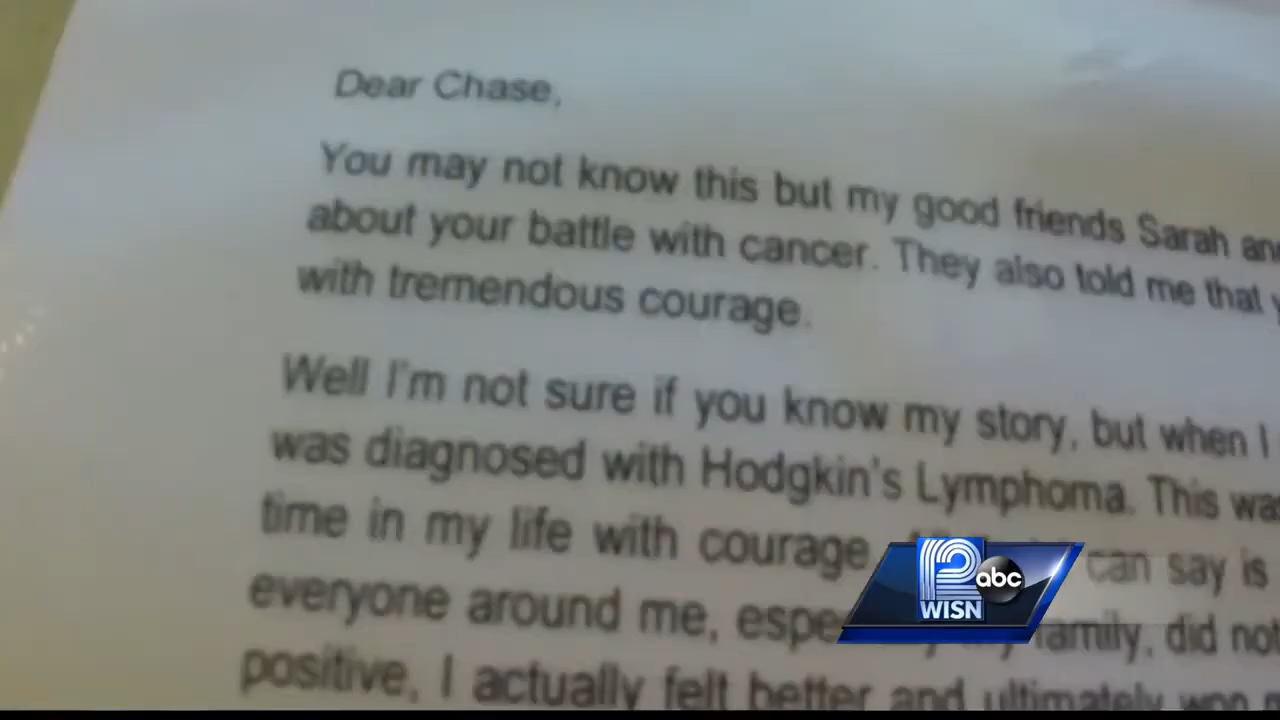 Dear Chase,
You may not know this but my good friends Sarah and
about your battle with cancer. They also told me that
with tremendous courage.
Well I'm not sure if you know my story, but when I
was diagnosed with Hodgkin's Lymphoma. This was
time in my life with courage. can say is
everyone around me, family, did not
positive, I actually felt better and ultimately won
12
abc
WISN